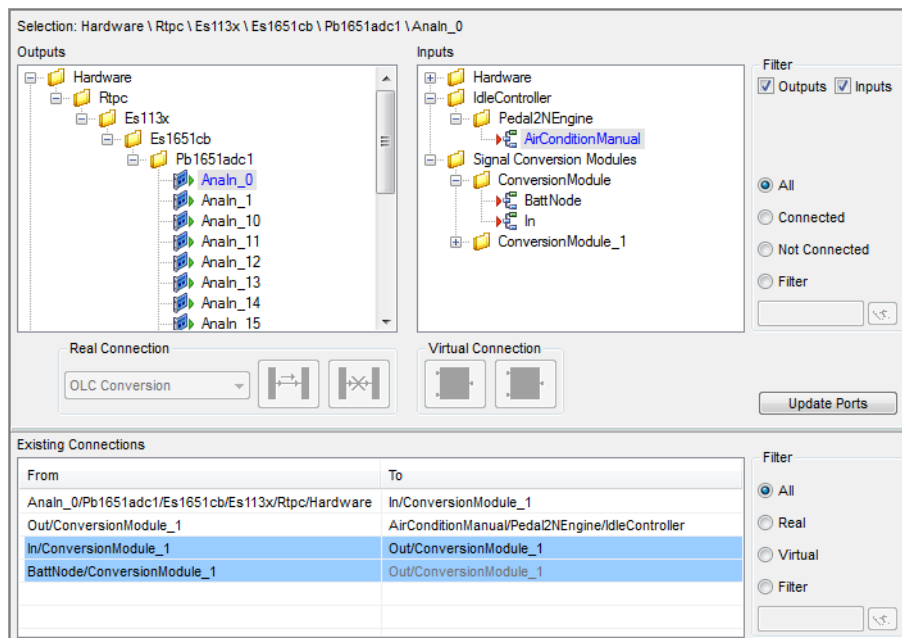 Selection: Hardware \ Rtpc \ Es113x \ Es1651cb \ Pb1651adc1 \ AnaIn_0
Outputs
Hardware
Rtpc
Es113x
Es1651cb
Pb1651adc1
AnaIn_0
AnaIn_1
AnaIn_10
AnaIn_11
AnaIn_12
AnaIn_13
AnaIn_14
AnaIn_15
Inputs
Hardware
IdleController
Pedal2NEngine
AirConditionManual
Signal Conversion Modules
ConversionModule
BattNode
In
ConversionModule_1
Filter
Outputs Inputs
All
Connected
Not Connected
Filter
Real Connection
OLC Conversion
Virtual Connection
Update Ports
Existing Connections
From To
AnaIn_0/Pb1651adc1/Es1651cb/Es113x/Rtpc/Hardware In/ConversionModule_1
Out/ConversionModule_1 AirConditionManual/Pedal2NEngine/IdleController
In/ConversionModule_1 Out/ConversionModule_1
BattNode/ConversionModule_1 Out/ConversionModule_1
Filter
All
Real
Virtual
Filter